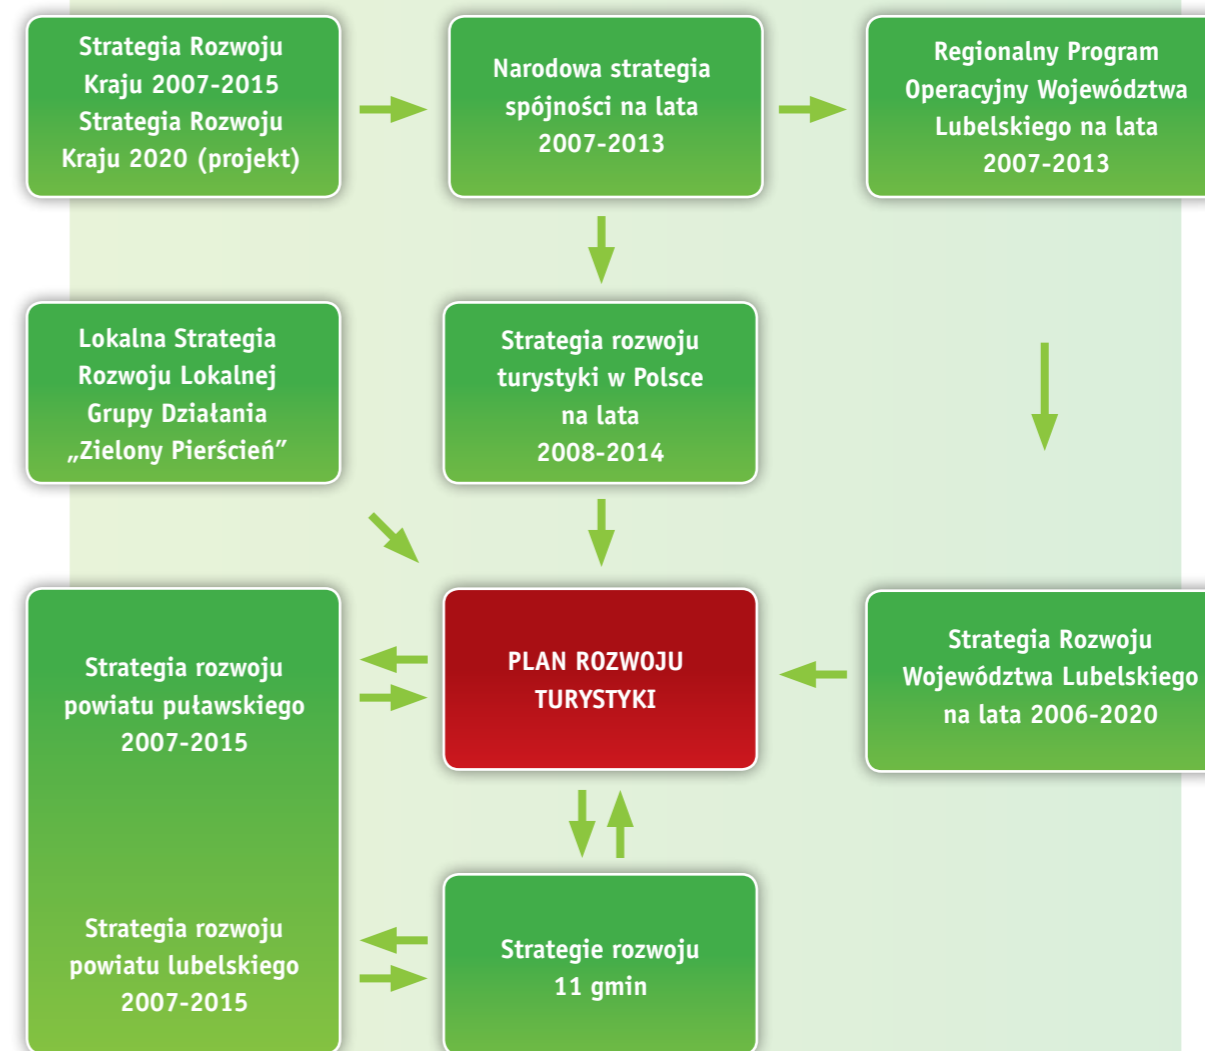 Strategia Rozwoju
Kraju 2007-2015
Strategia Rozwoju
Kraju 2020 (projekt)
Narodowa strategia
spójności na lata
2007-2013
Regionalny Program
Operacyjny Województwa
Lubelskiego na lata
2007-2013
Lokalna Strategia
Rozwoju Lokalnej
Grupy Działania
„Zielony Pierścień”
Strategia rozwoju
turystyki w Polsce
na lata
2008-2014
Strategia rozwoju
powiatu puławskiego
2007-2015
PLAN ROZWOJU
TURYSTYKI
Strategia Rozwoju
Województwa Lubelskiego
na lata 2006-2020
Strategia rozwoju
powiatu lubelskiego
2007-2015
Strategie rozwoju
11 gmin